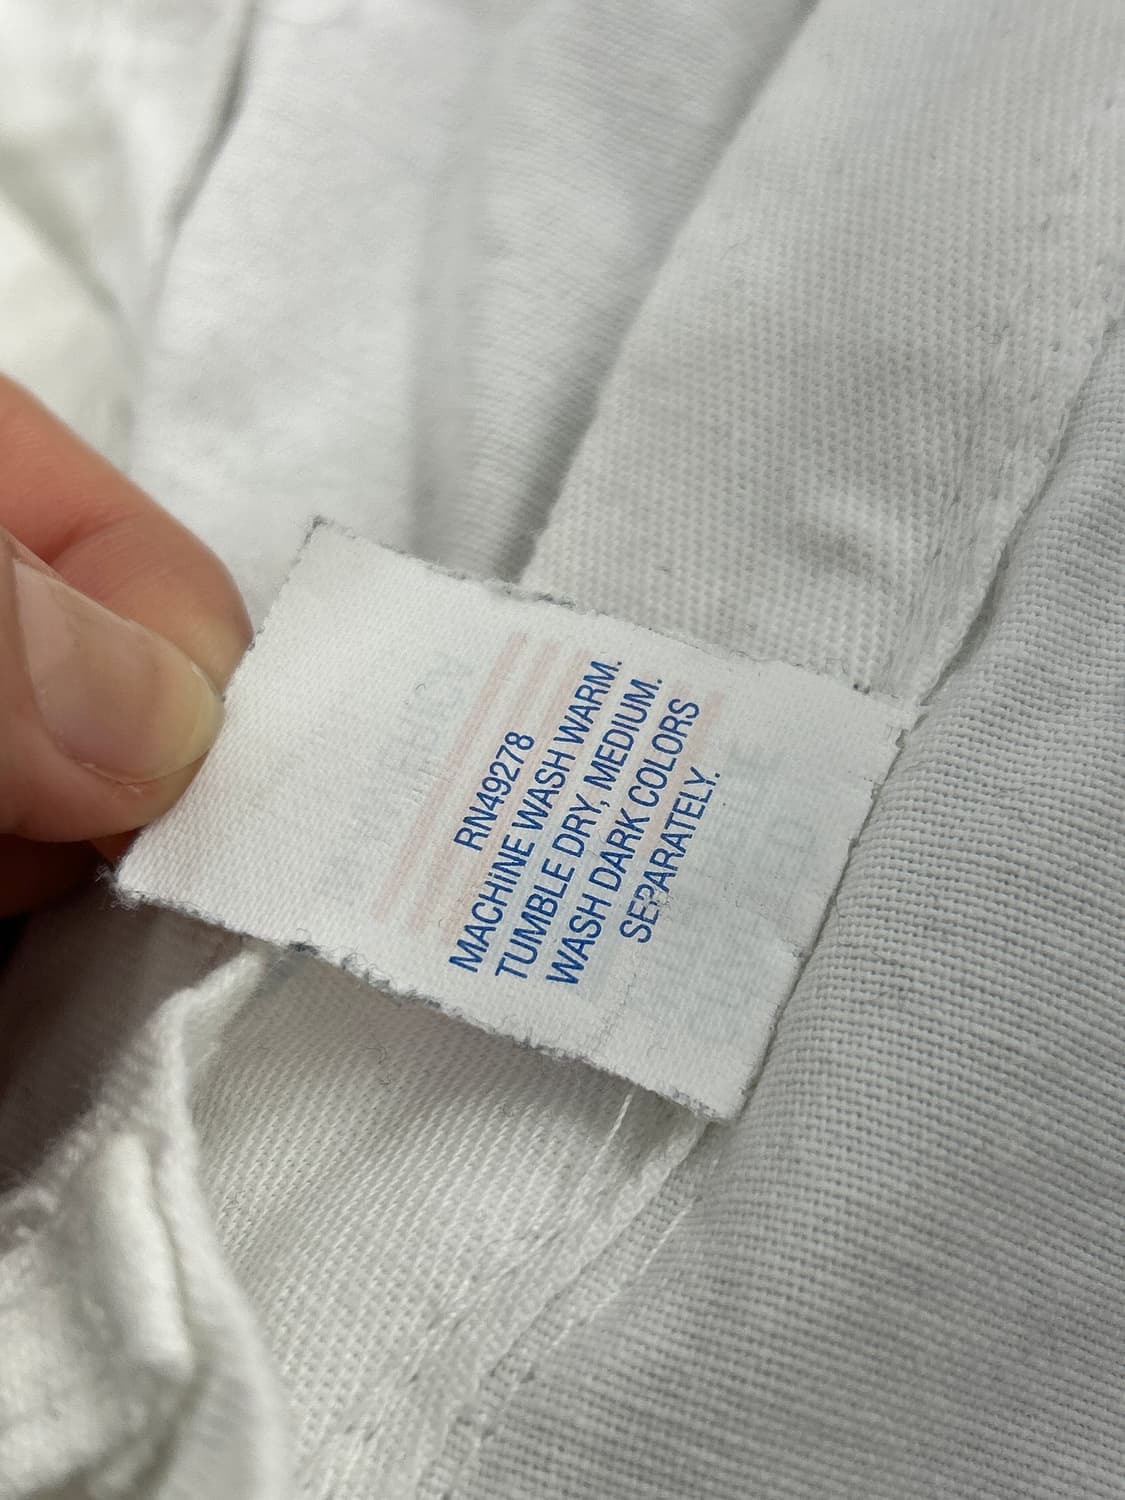 RN49278
MACHiNE WASH WARM.
TUMBLE DRY, MEDIUM.
WASH DARK COLORS
SEPARATELY.